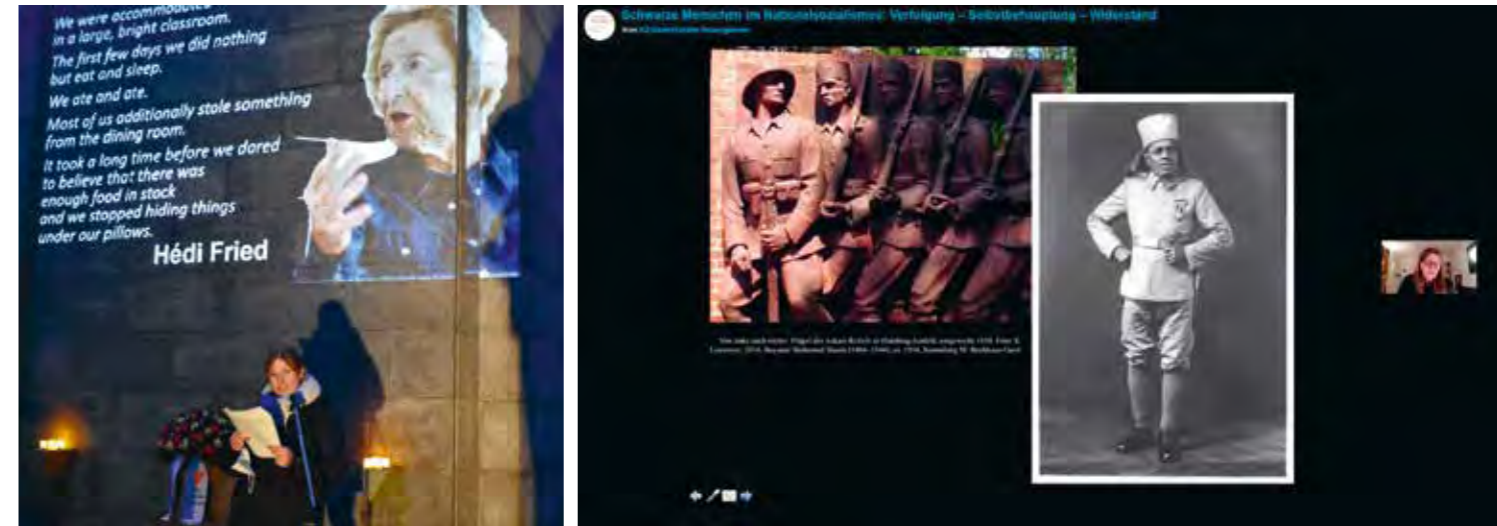 We were accommodated
in a large, bright classroom.
The first few days we did nothing
but eat and sleep.
We ate and ate.
Most of us additionally stole something
from the dining room.
It took a long time before we dared
to believe that there was
enough food in stock
and we stopped hiding things
under our pillows.
Hédi Fried
Schwarze Menschen im Nationalsozialismus: Verfolgung – Selbstbehauptung – Widerstand
from